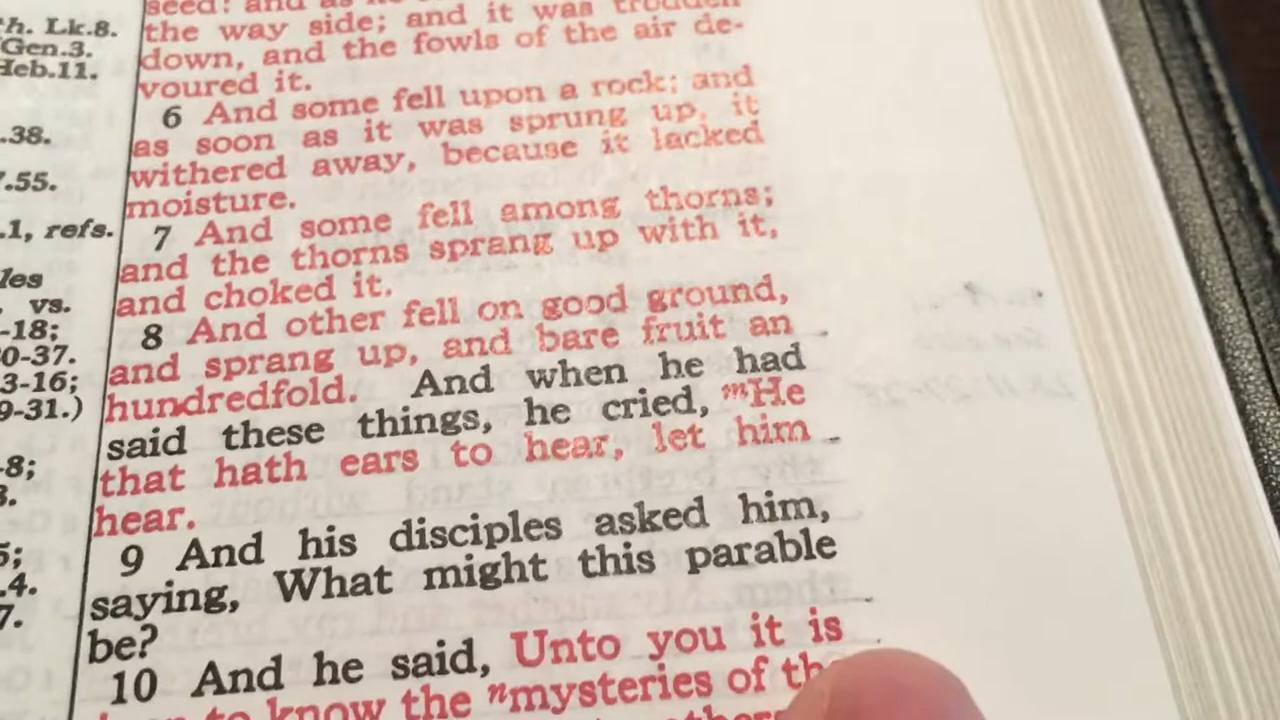 h. Lk.8.
Gen.3.
Heb.11.
.38.
7.55.
.1, refs.
les
. vs.
-18;
0-37.
3-16;
9-31.)
-8;
3.
5;
.4.
7.
seed: and as
the way side; and it was trodden
down, and the fowls of the air de-
voured it.
6 And some fell upon a rock; and
as soon as it was sprung up, it
withered away, because it lacked
moisture.
7 And some fell among thorns;
and the thorns sprang up with it,
and choked it.
8 And other fell on good ground,
and sprang up, and bare fruit an
hundredfold. And when he had
said these things, he cried, mHe
that hath ears to hear, let him
hear.
9 And his disciples asked him,
saying, What might this parable
be?
10 And he said, Unto you it is
to know the nmysteries of the